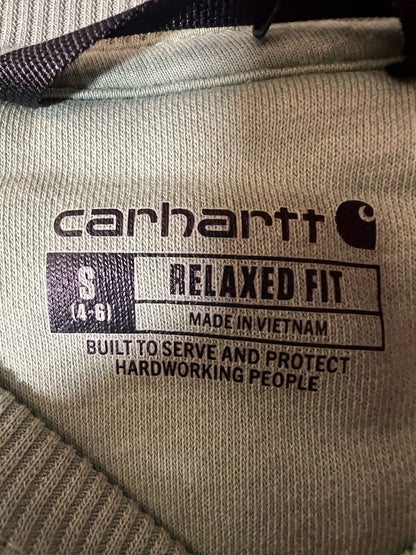 carhartt
S
(4-6)
RELAXED FIT
MADE IN VIETNAM
BUILT TO SERVE AND PROTECT
HARDWORKING PEOPLE